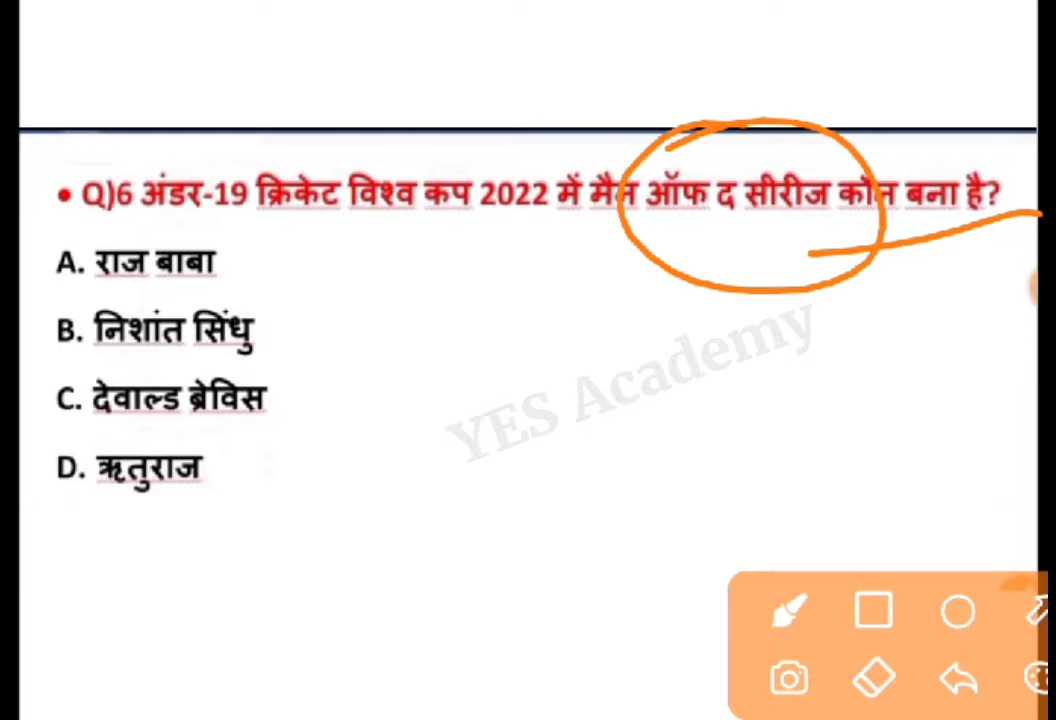 • Q)6 अंडर-19 क्रिकेट विश्व कप 2022 में मैन ऑफ द सीरीज कौन बना है?
A. राज बाबा
B. निशांत सिंधु
C. देवाल्ड ब्रेविस
D. ऋतुराज
YES Academy